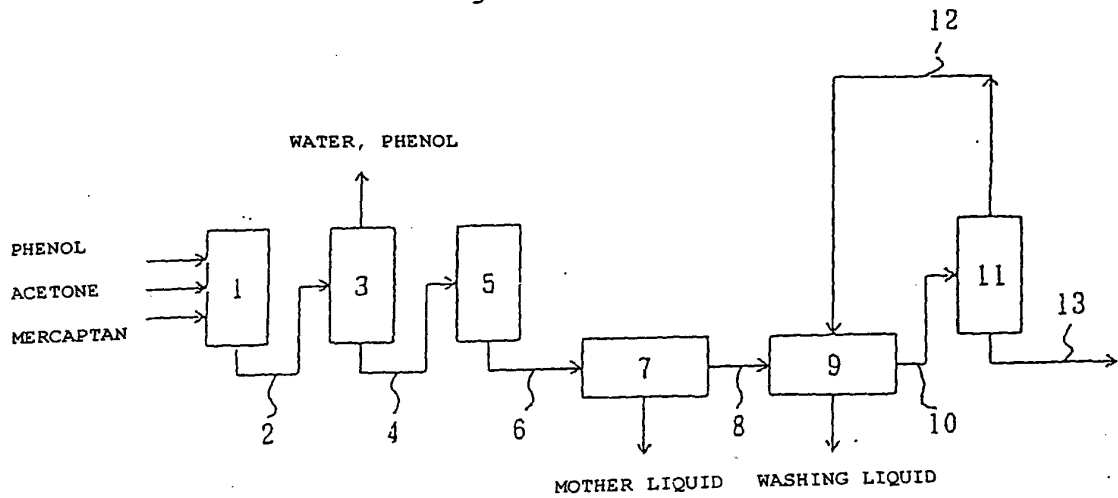 12
WATER, PHENOL
PHENOL
ACETONE
MERCAPTAN
1
3
5
11
13
7
9
2
4
6
8
10
MOTHER LIQUID
WASHING LIQUID